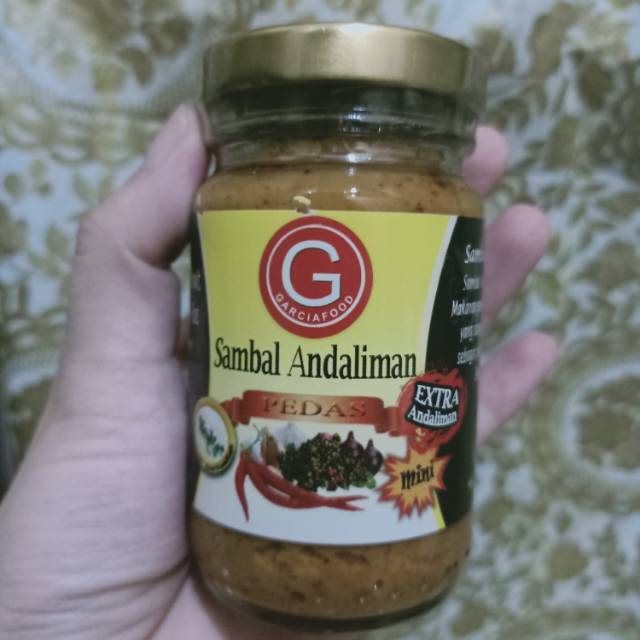 G
GARCIAFOOD
Sambal Andaliman
PEDAS
EXTRA
Andaliman
mini